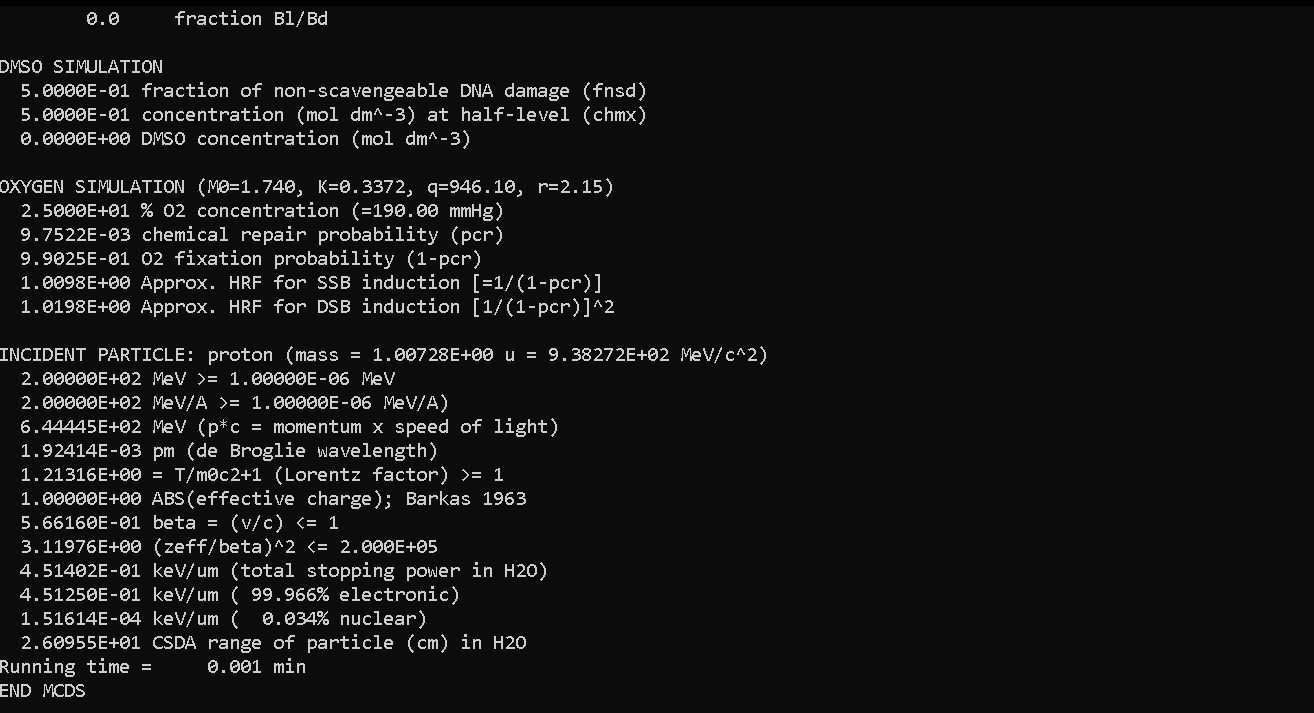 0.0 fraction Bl/Bd
DMSO SIMULATION
5.0000E-01 fraction of non-scavengeable DNA damage (fnsd)
5.0000E-01 concentration (mol dm^-3) at half-level (chmx)
0.0000E+00 DMSO concentration (mol dm^-3)
OXYGEN SIMULATION (M0=1.740, K=0.3372, q=946.10, r=2.15)
2.5000E+01 % O2 concentration (=190.00 mmHg)
9.7522E-03 chemical repair probability (pcr)
9.9025E-01 O2 fixation probability (1-pcr)
1.0098E+00 Approx. HRF for SSB induction [=1/(1-pcr)]
1.0198E+00 Approx. HRF for DSB induction [1/(1-pcr)]^2
INCIDENT PARTICLE: proton (mass = 1.00728E+00 u = 9.38272E+02 MeV/c^2)
2.00000E+02 MeV >= 1.00000E-06 MeV
2.00000E+02 MeV/A >= 1.00000E-06 MeV/A)
6.44445E+02 MeV (p*c = momentum x speed of light)
1.92414E-03 pm (de Broglie wavelength)
1.21316E+00 = T/m0c2+1 (Lorentz factor) >= 1
1.00000E+00 ABS(effective charge); Barkas 1963
5.66160E-01 beta = (v/c) <= 1
3.11976E+00 (zeff/beta)^2 <= 2.000E+05
4.51402E-01 keV/um (total stopping power in H2O)
4.51250E-01 keV/um ( 99.966% electronic)
1.51614E-04 keV/um (  0.034% nuclear)
2.60955E+01 CSDA range of particle (cm) in H2O
Running time =     0.001 min
END MCDS